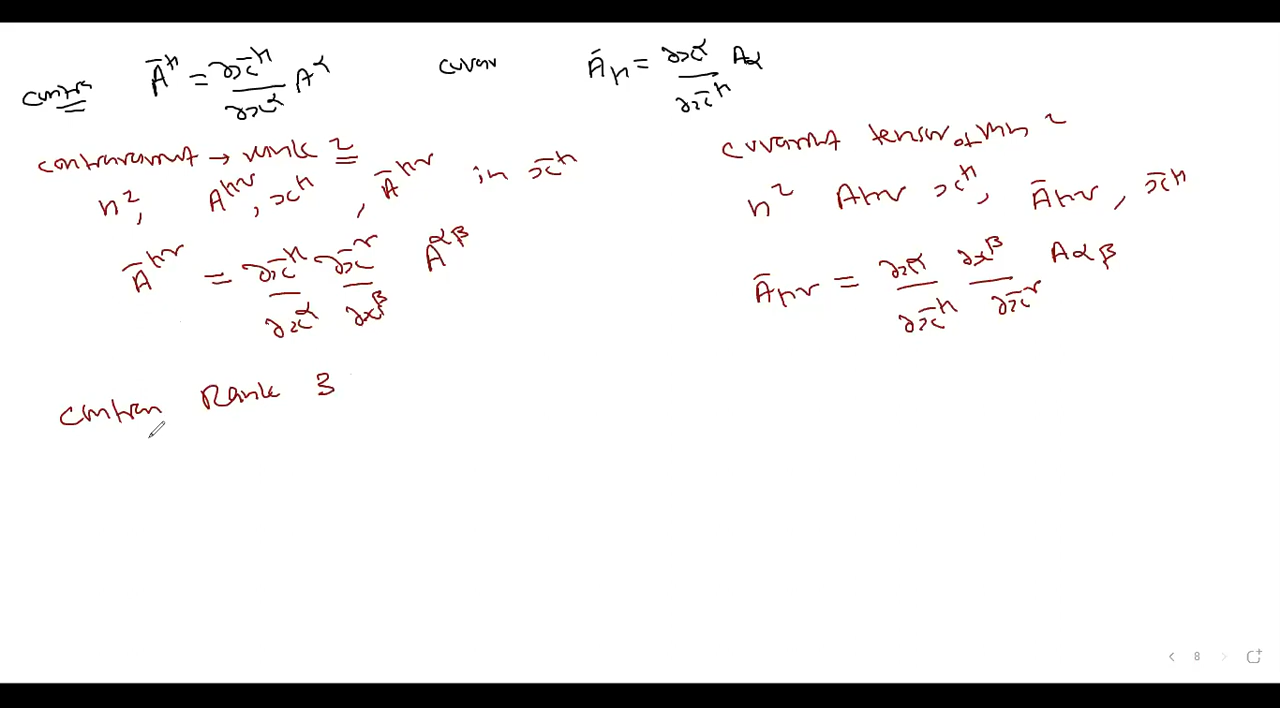 contra Ā^μ = ∂x̄^μ/∂x^α A^α covar Ā_μ = ∂x^α/∂x̄^μ A_α
contravariant → rank 2
n², A^μν, x^μ, Ā^μν in x̄^μ
Ā^μν = ∂x̄^μ/∂x^α ∂x̄^ν/∂x^β A^αβ
covariant tensor of rank 2
n² A_μν x^μ, Ā_μν, x̄^μ
Ā_μν = ∂x^α/∂x̄^μ ∂x^β/∂x̄^ν A_αβ
contra Rank 3
8